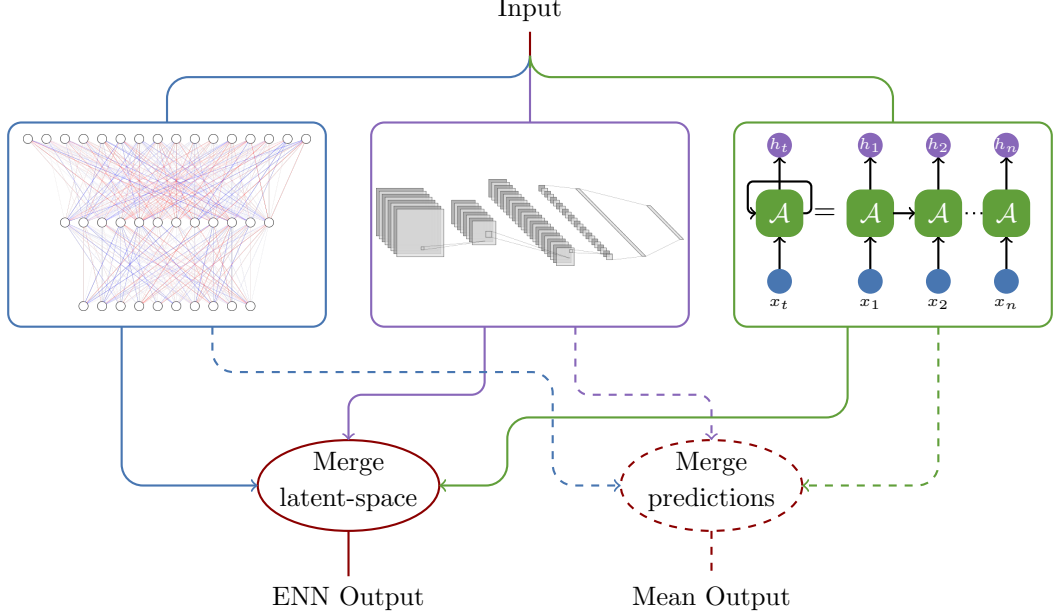 Input
h_t h_1 h_2 h_n
𝒜 = 𝒜 𝒜 ... 𝒜
x_t x_1 x_2 x_n
Merge
latent-space
Merge
predictions
ENN Output
Mean Output